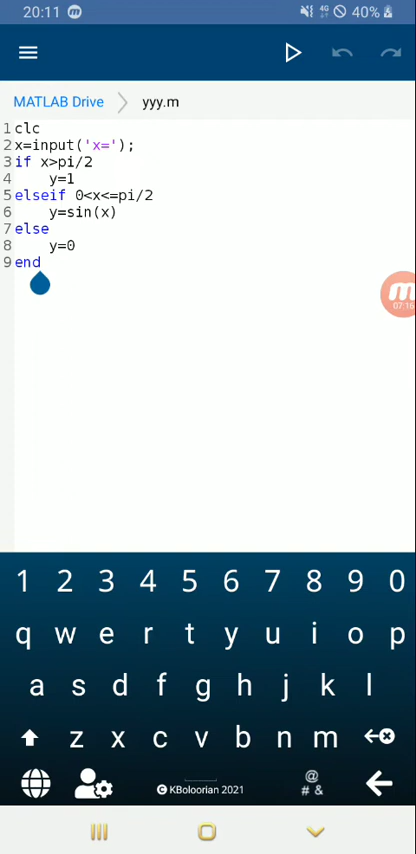 20:11 m 4G 40%
MATLAB Drive yyy.m
1 clc
2 x=input('x=');
3 if x>pi/2
4     y=1
5 elseif 0<x<=pi/2
6     y=sin(x)
7 else
8     y=0
9 end
m
07:16
1 2 3 4 5 6 7 8 9 0
q w e r t y u i o p
a s d f g h j k l
z x c v b n m
@
# &
© KBoloorian 2021